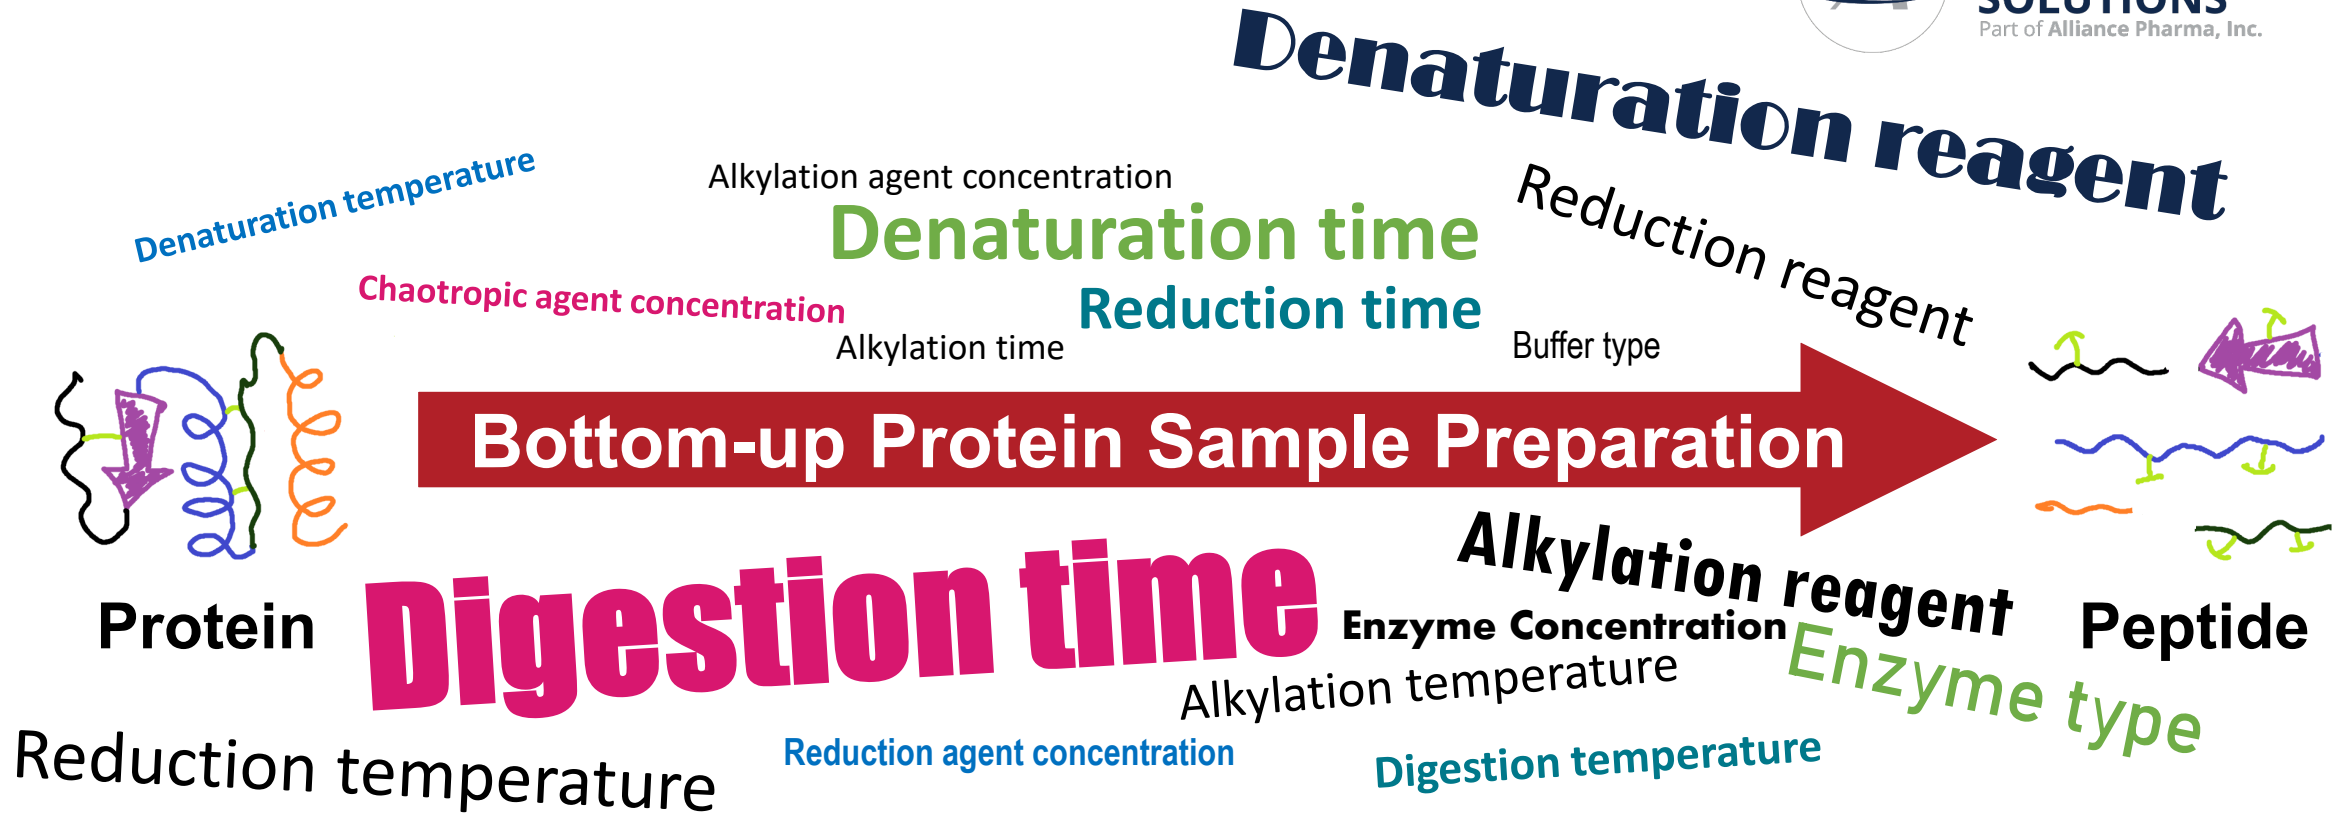 SOLUTIONS
Part of Alliance Pharma, Inc.
Denaturation reagent
Denaturation temperature
Alkylation agent concentration
Denaturation time
Reduction reagent
Chaotropic agent concentration
Reduction time
Alkylation time
Buffer type
Bottom-up Protein Sample Preparation
Protein
Digestion time
Alkylation reagent
Enzyme Concentration
Peptide
Alkylation temperature
Enzyme type
Reduction temperature
Reduction agent concentration
Digestion temperature